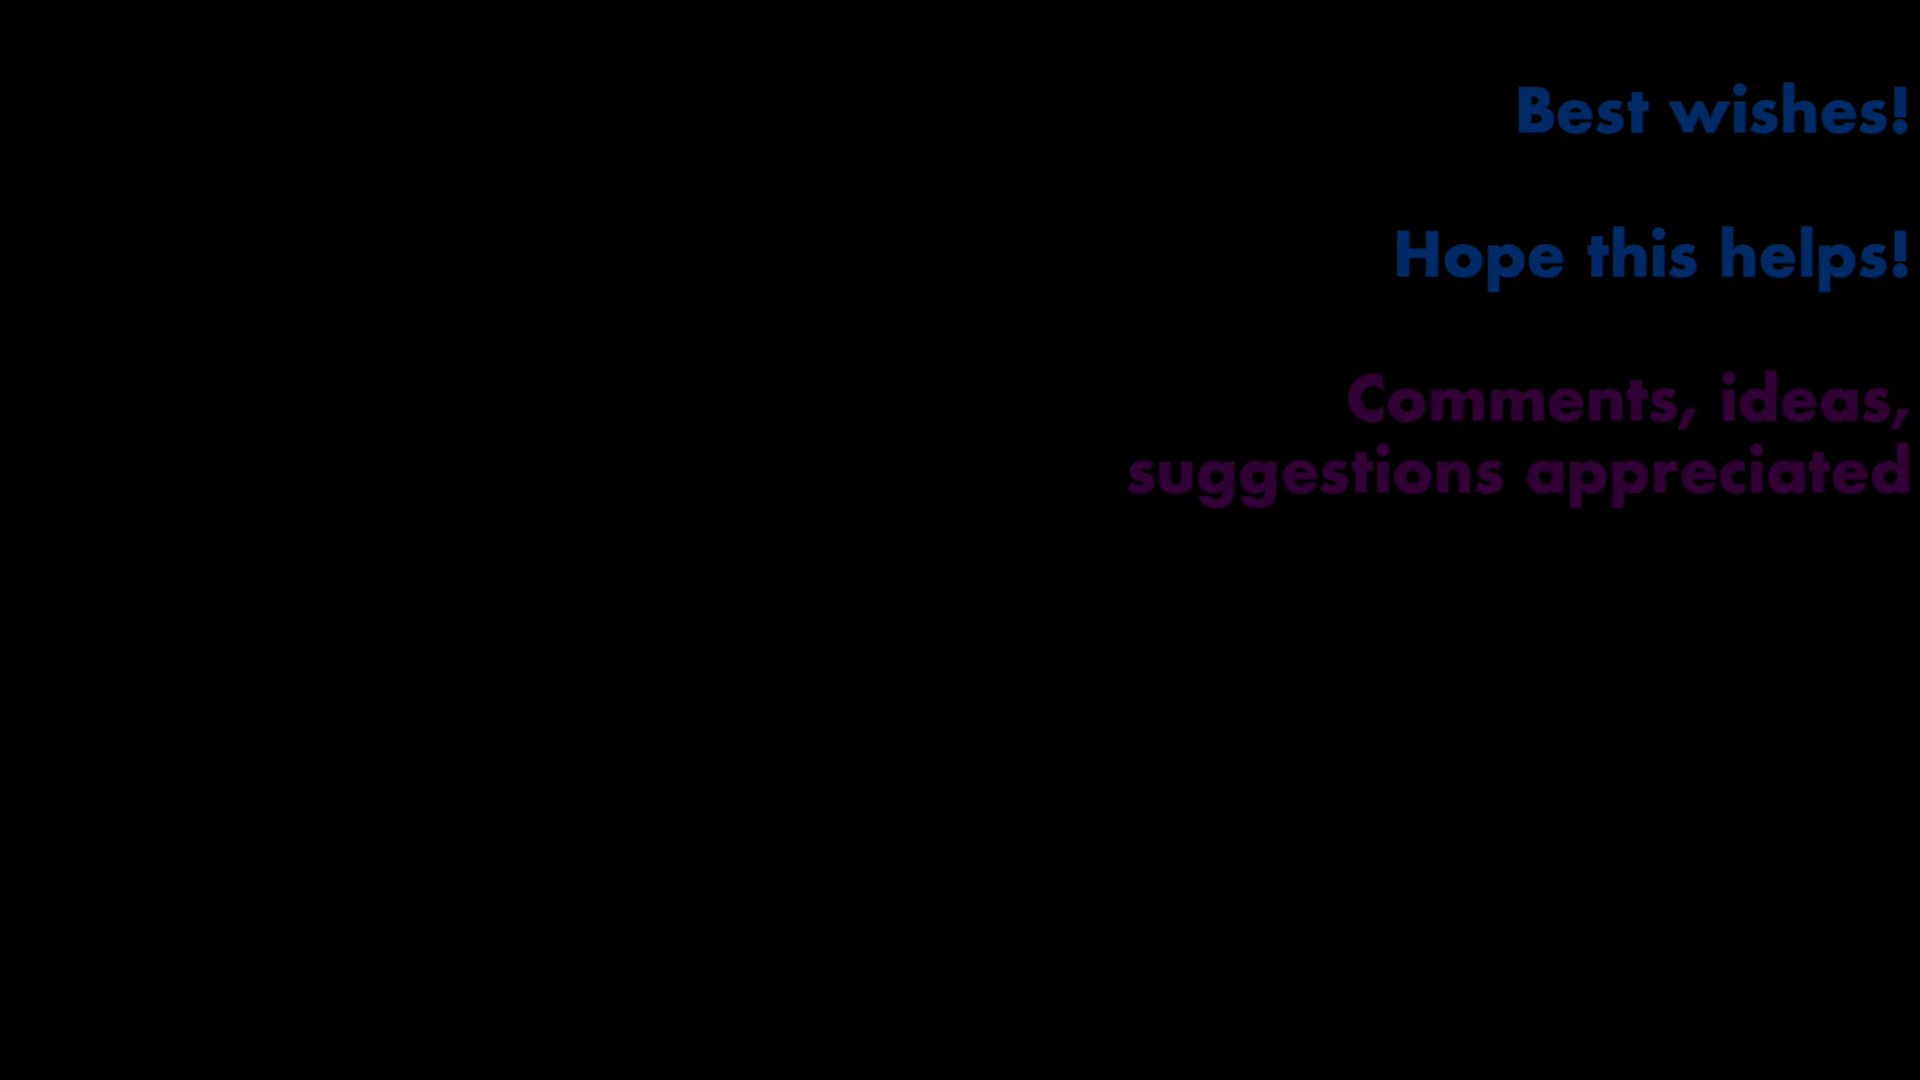 Best wishes!
Hope this helps!
Comments, ideas,
suggestions appreciated